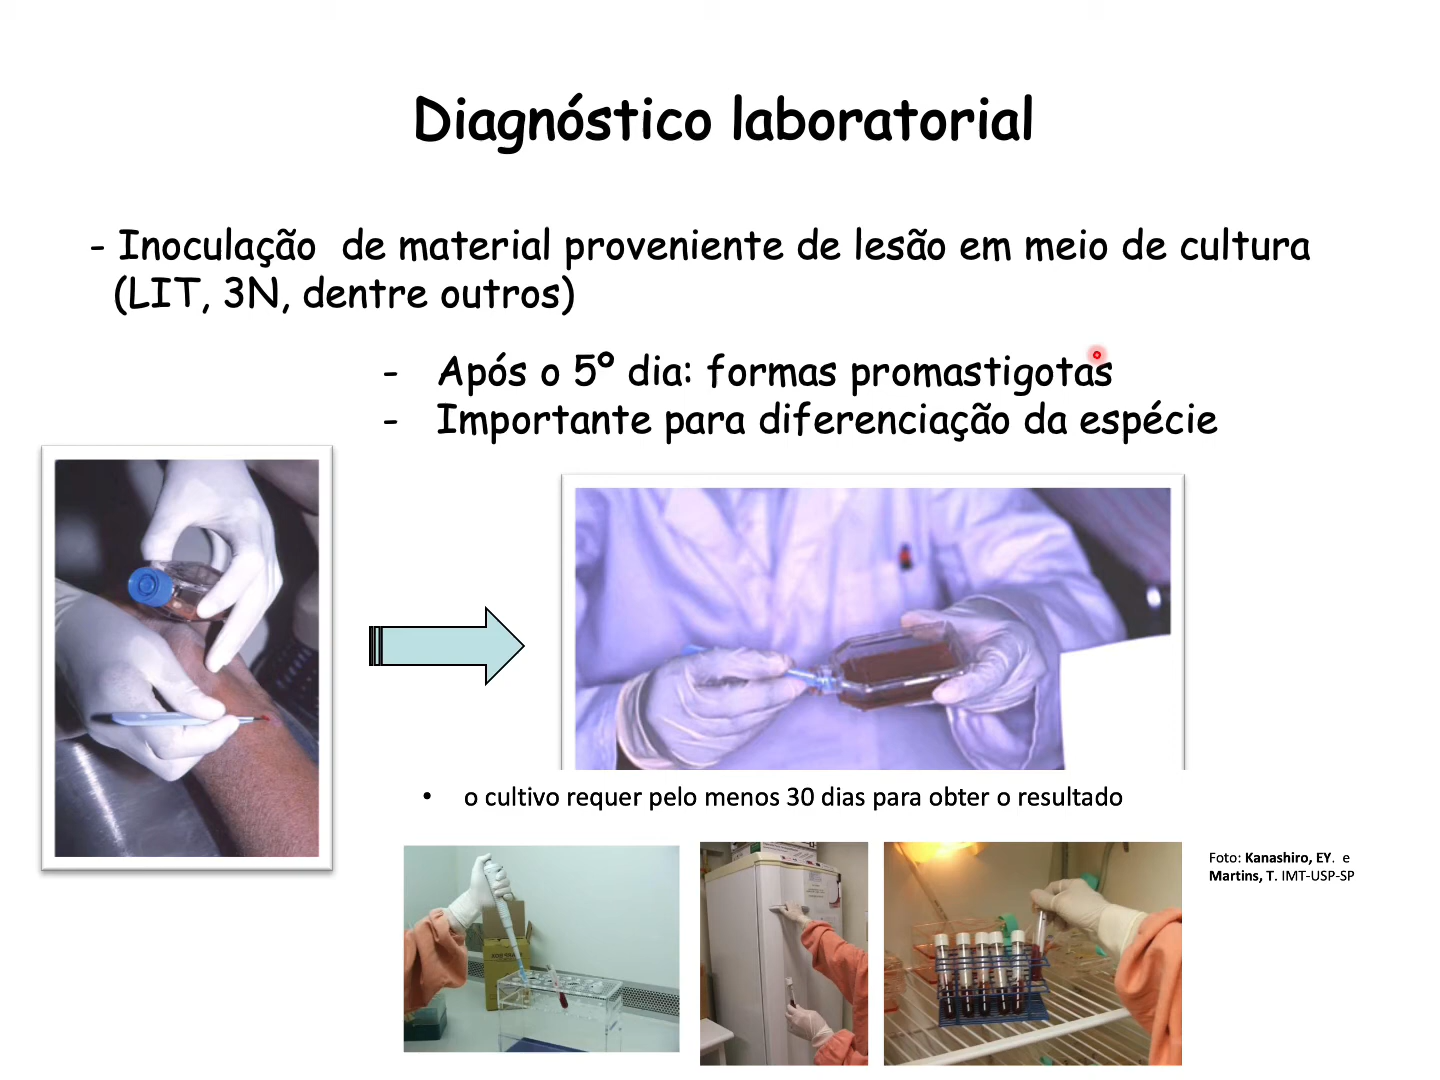 Diagnóstico laboratorial
- Inoculação de material proveniente de lesão em meio de cultura
(LIT, 3N, dentre outros)
- Após o 5º dia: formas promastigotas
- Importante para diferenciação da espécie
• o cultivo requer pelo menos 30 dias para obter o resultado
Foto: Kanashiro, EY. e
Martins, T. IMT-USP-SP